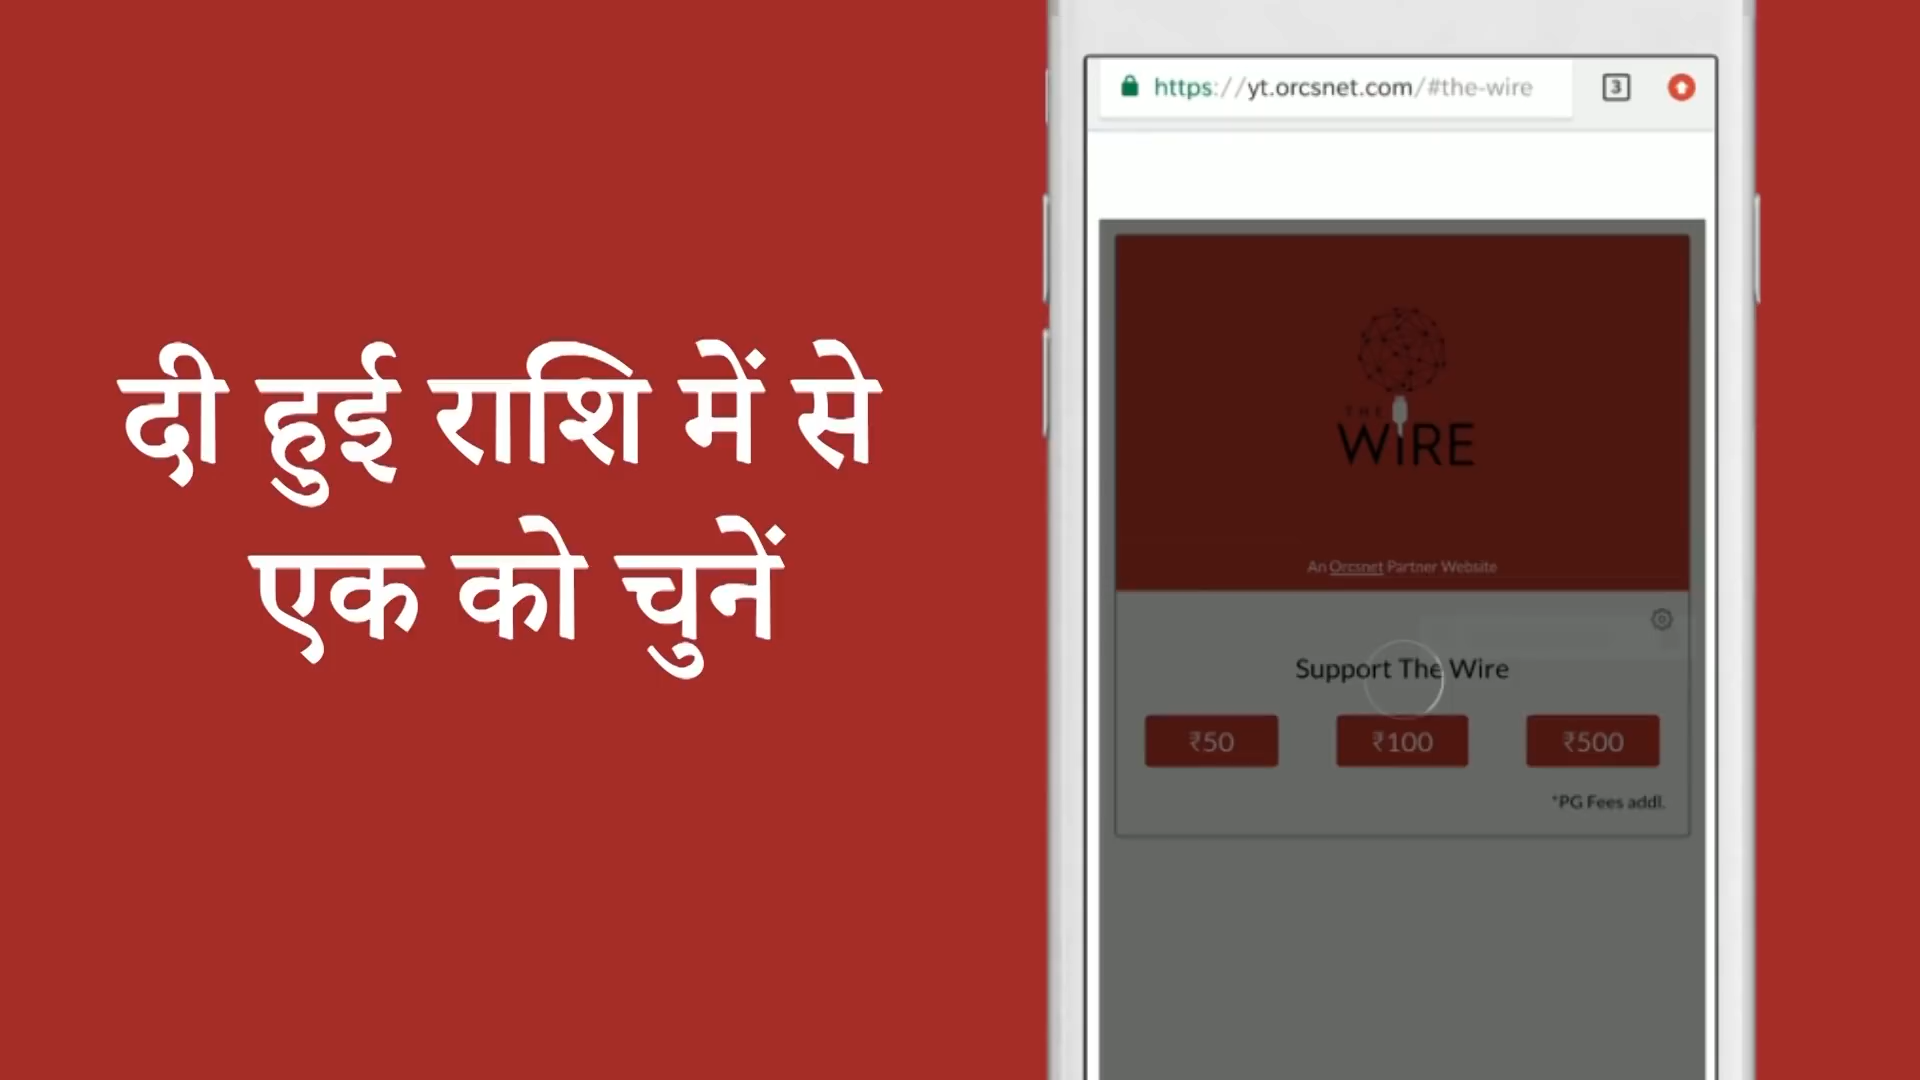 दी हुई राशि में से
एक को चुनें
https://yt.orcsnet.com/#the-wire
3
THE
WiRE
An Orcsnet Partner Website
Support The Wire
₹50 ₹100 ₹500
*PG Fees addl.